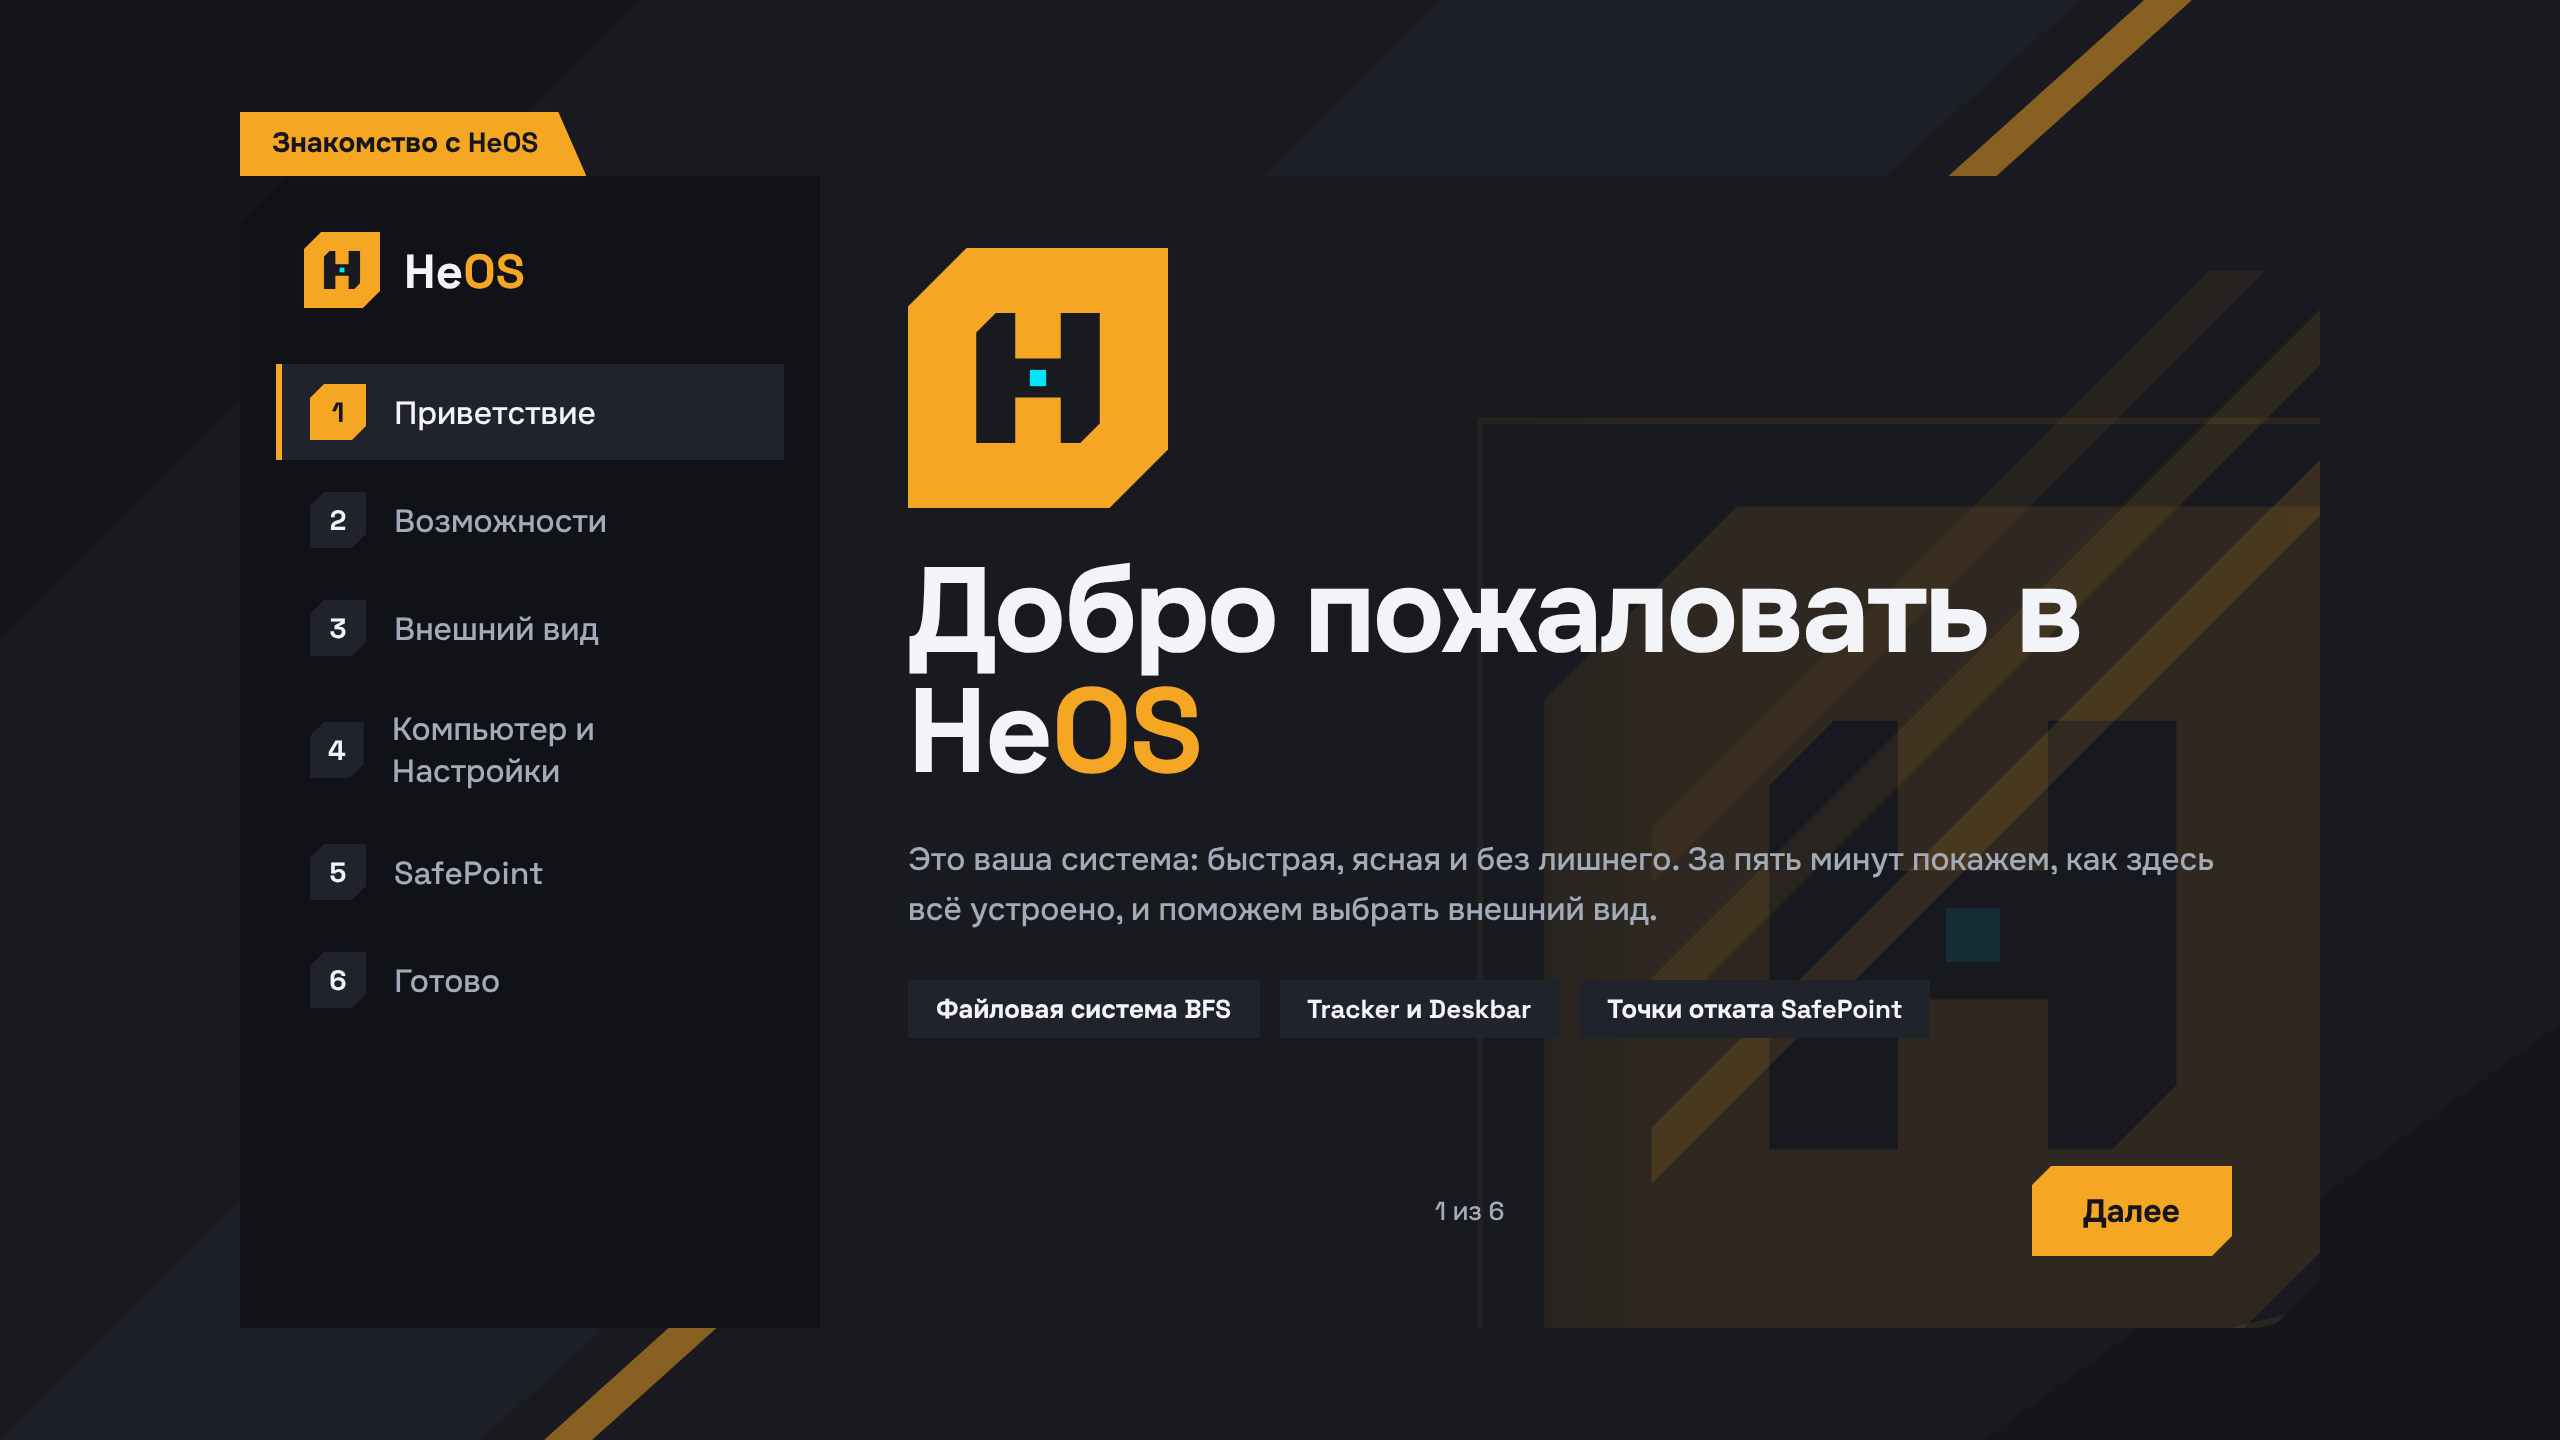 Знакомство с HeOS
HeOS
1 Приветствие
2 Возможности
3 Внешний вид
4 Компьютер и
Настройки
5 SafePoint
6 Готово
Добро пожаловать в
HeOS
Это ваша система: быстрая, ясная и без лишнего. За пять минут покажем, как здесь
всё устроено, и поможем выбрать внешний вид.
Файловая система BFS
Tracker и Deskbar
Точки отката SafePoint
1 из 6
Далее